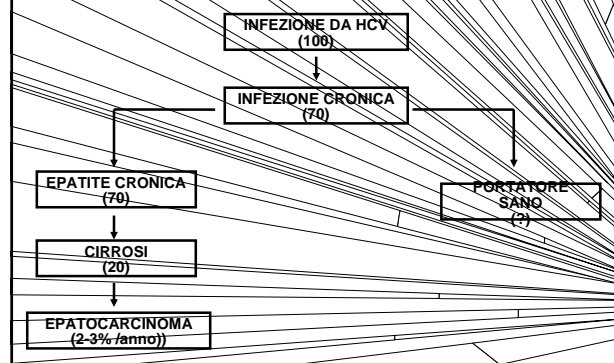 INFEZIONE DA HCV
(100)
INFEZIONE CRONICA
(70)
EPATITE CRONICA
(70)
PORTATORE
SANO
(?)
CIRROSI
(20)
EPATOCARCINOMA
(2-3% /anno))